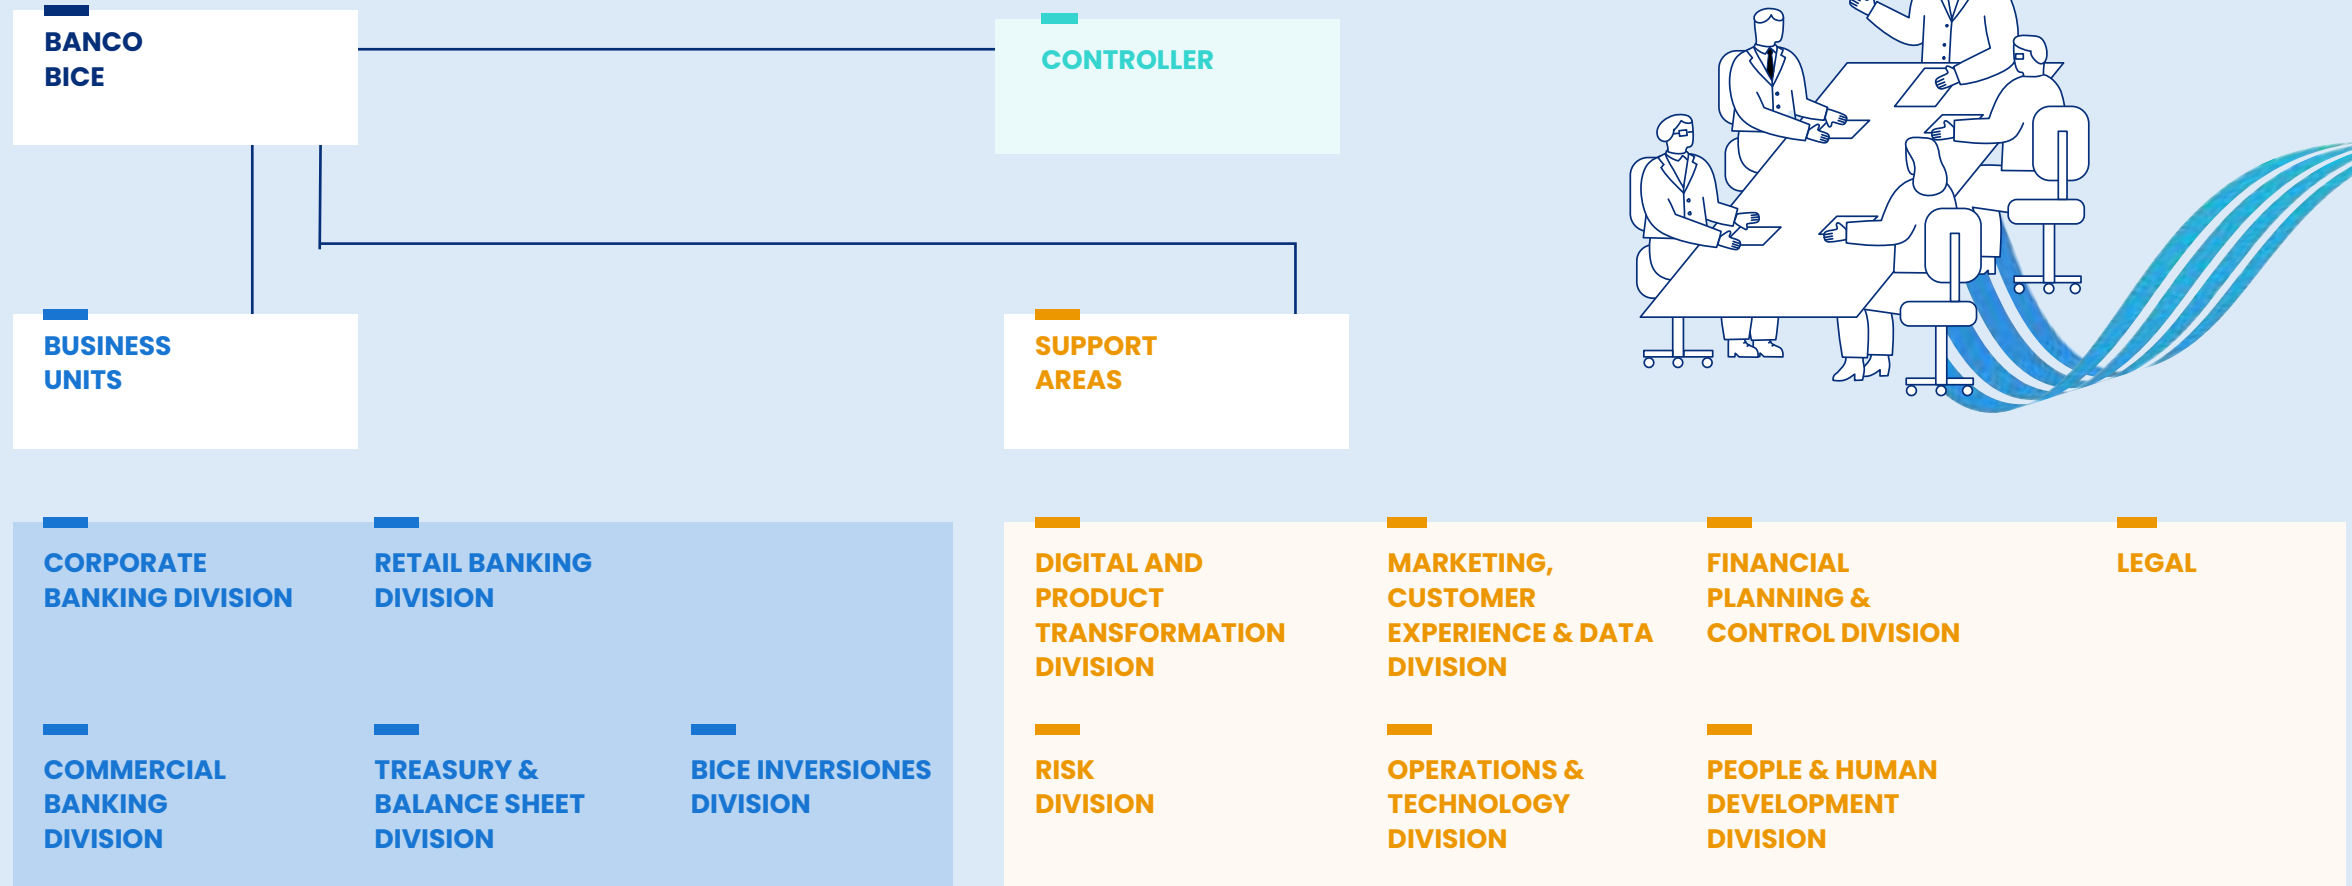 BANCO
BICE
CONTROLLER
BUSINESS
UNITS
SUPPORT
AREAS
CORPORATE
BANKING DIVISION
RETAIL BANKING
DIVISION
COMMERCIAL
BANKING
DIVISION
TREASURY &
BALANCE SHEET
DIVISION
BICE INVERSIONES
DIVISION
DIGITAL AND
PRODUCT
TRANSFORMATION
DIVISION
MARKETING,
CUSTOMER
EXPERIENCE & DATA
DIVISION
FINANCIAL
PLANNING &
CONTROL DIVISION
LEGAL
RISK
DIVISION
OPERATIONS &
TECHNOLOGY
DIVISION
PEOPLE & HUMAN
DEVELOPMENT
DIVISION